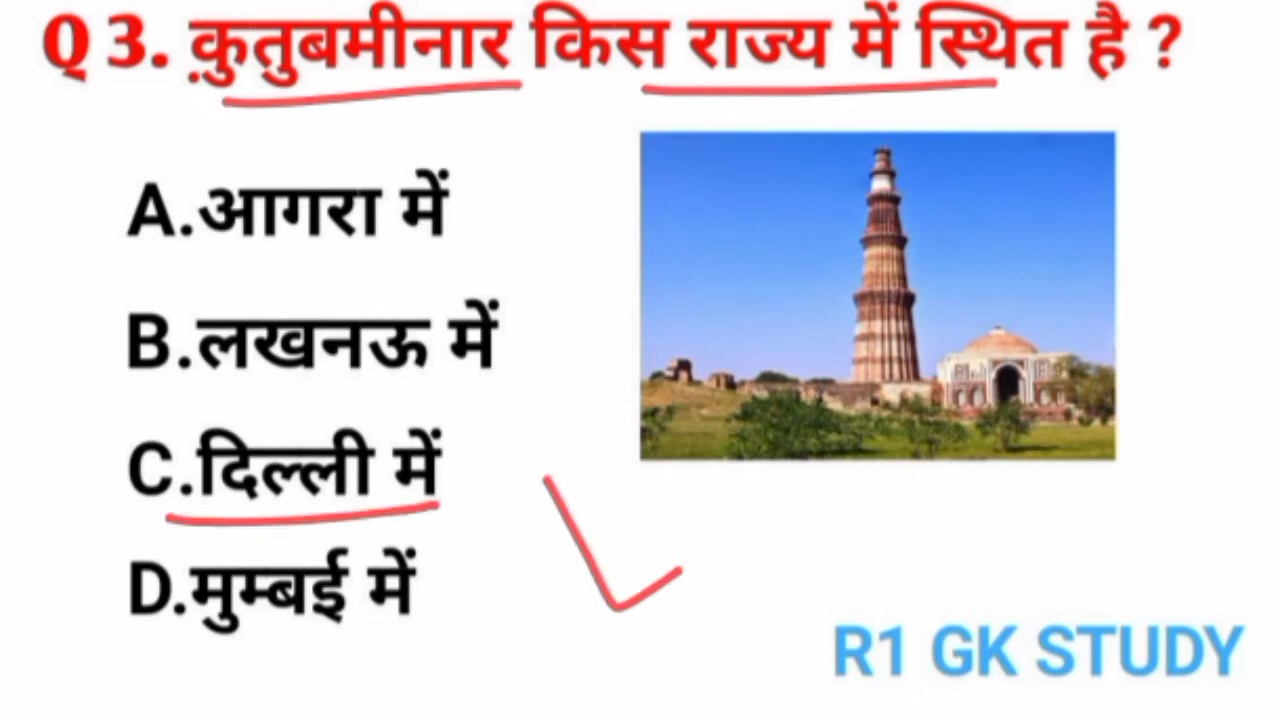 Q 3. कुतुबमीनार किस राज्य में स्थित है ?
A.आगरा में
B.लखनऊ में
C.दिल्ली में
D.मुम्बई में
R1 GK STUDY